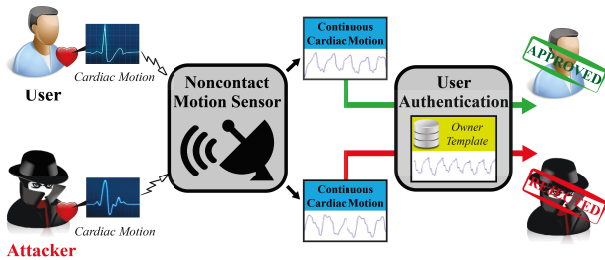 Cardiac Motion
User
Noncontact
Motion Sensor
Continuous
Cardiac Motion
User
Authentication
Owner
Template
APPROVED
Attacker
Cardiac Motion
Continuous
Cardiac Motion
REJECTED